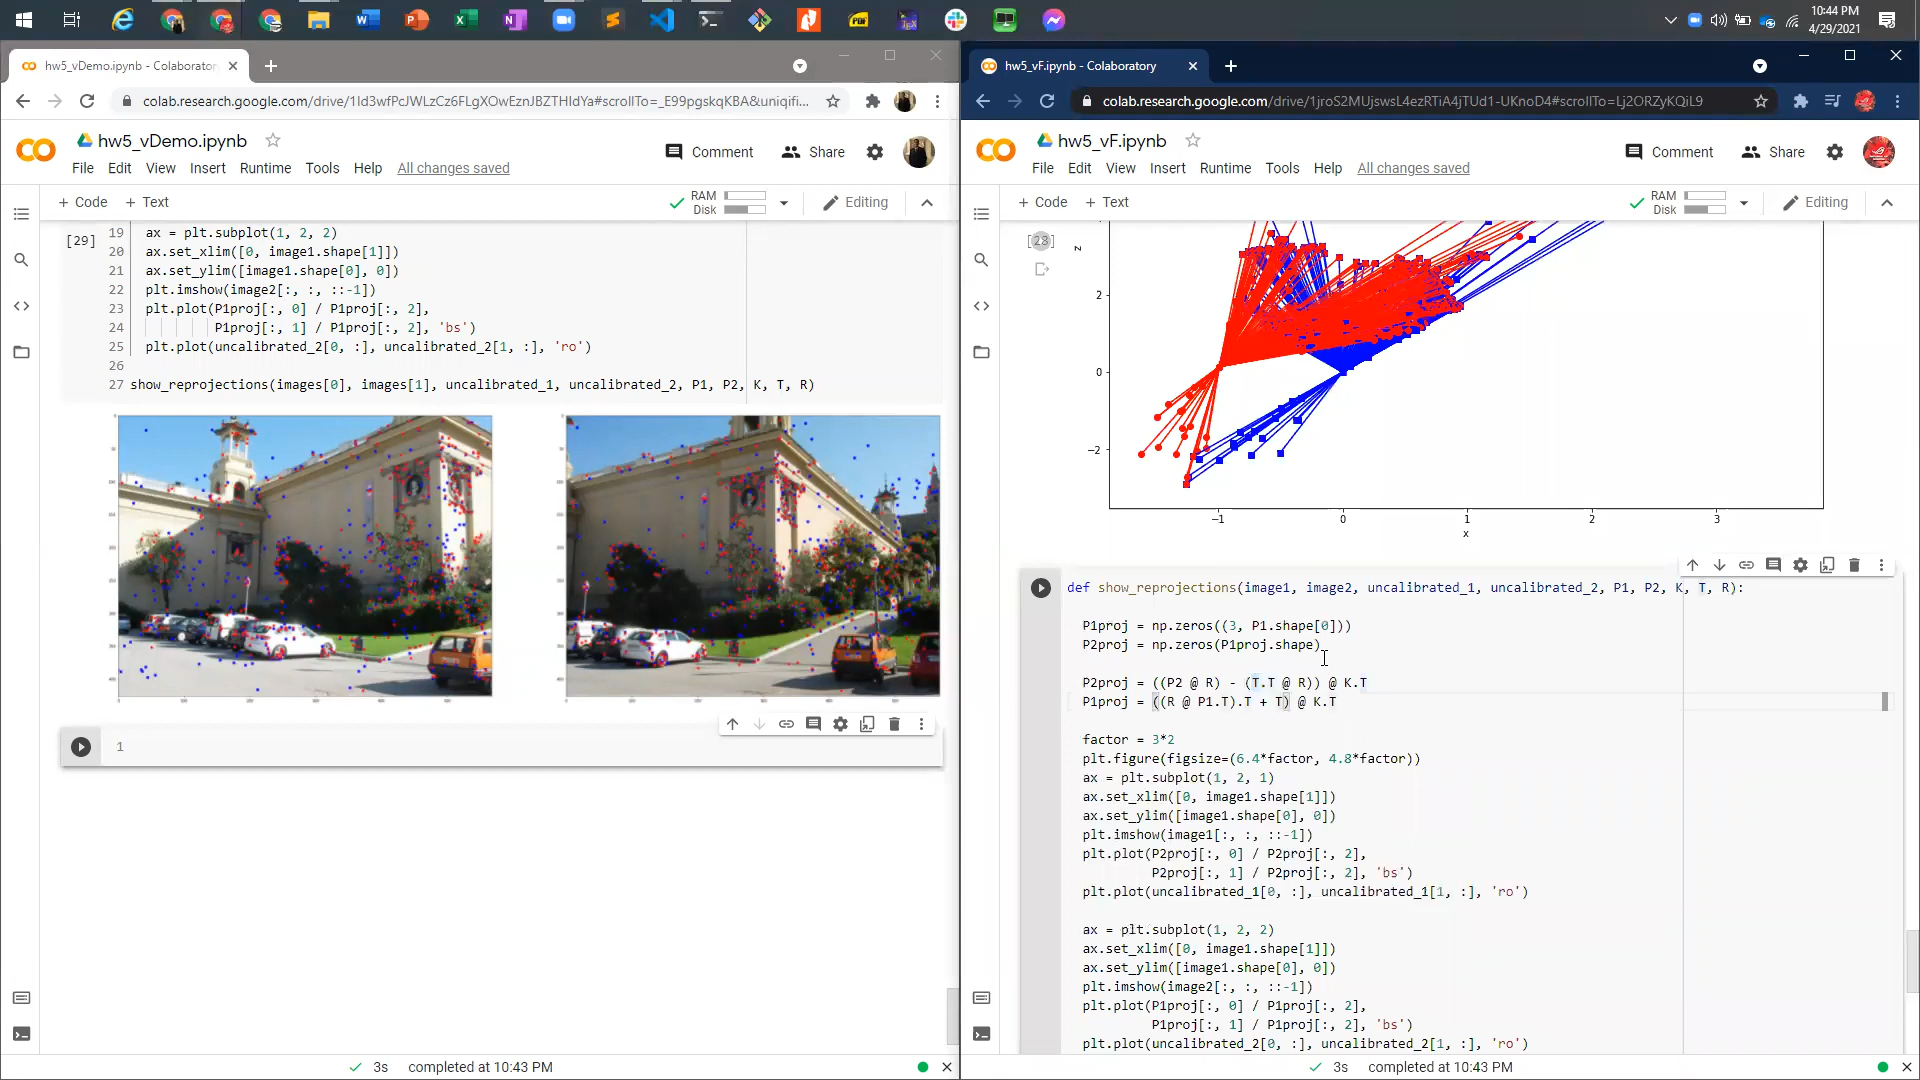 10:44 PM
4/29/2021
hw5_vDemo.ipynb - Colaborator
colab.research.google.com/drive/1Id3wfPcJWLzCz6FLgXOwEznJBZTHIdYa#scrollTo=_E99pgskqKBA&uniqifi...
hw5_vDemo.ipynb
File Edit View Insert Runtime Tools Help All changes saved
Comment Share
+ Code + Text
RAM
Disk
Editing
[29]
19 ax = plt.subplot(1, 2, 2)
20 ax.set_xlim([0, image1.shape[1]])
21 ax.set_ylim([image1.shape[0], 0])
22 plt.imshow(image2[:, :, ::-1])
23 plt.plot(P1proj[:, 0] / P1proj[:, 2],
24 P1proj[:, 1] / P1proj[:, 2], 'bs')
25 plt.plot(uncalibrated_2[0, :], uncalibrated_2[1, :], 'ro')
26
27 show_reprojections(images[0], images[1], uncalibrated_1, uncalibrated_2, P1, P2, K, T, R)
1
3s completed at 10:43 PM
hw5_vF.ipynb - Colaboratory
colab.research.google.com/drive/1jroS2MUjswsL4ezRTiA4jTUd1-UKnoD4#scrollTo=Lj2ORZyKQiL9
hw5_vF.ipynb
File Edit View Insert Runtime Tools Help All changes saved
Comment Share
+ Code + Text
RAM
Disk
Editing
[28]
z
2
0
−2
−1 0 1 2 3
x
def show_reprojections(image1, image2, uncalibrated_1, uncalibrated_2, P1, P2, K, T, R):
P1proj = np.zeros((3, P1.shape[0]))
P2proj = np.zeros(P1proj.shape)
P2proj = ((P2 @ R) - (T.T @ R)) @ K.T
P1proj = ((R @ P1.T).T + T) @ K.T
factor = 3*2
plt.figure(figsize=(6.4*factor, 4.8*factor))
ax = plt.subplot(1, 2, 1)
ax.set_xlim([0, image1.shape[1]])
ax.set_ylim([image1.shape[0], 0])
plt.imshow(image1[:, :, ::-1])
plt.plot(P2proj[:, 0] / P2proj[:, 2],
P2proj[:, 1] / P2proj[:, 2], 'bs')
plt.plot(uncalibrated_1[0, :], uncalibrated_1[1, :], 'ro')
ax = plt.subplot(1, 2, 2)
ax.set_xlim([0, image1.shape[1]])
ax.set_ylim([image1.shape[0], 0])
plt.imshow(image2[:, :, ::-1])
plt.plot(P1proj[:, 0] / P1proj[:, 2],
P1proj[:, 1] / P1proj[:, 2], 'bs')
plt.plot(uncalibrated_2[0, :], uncalibrated_2[1, :], 'ro')
3s completed at 10:43 PM